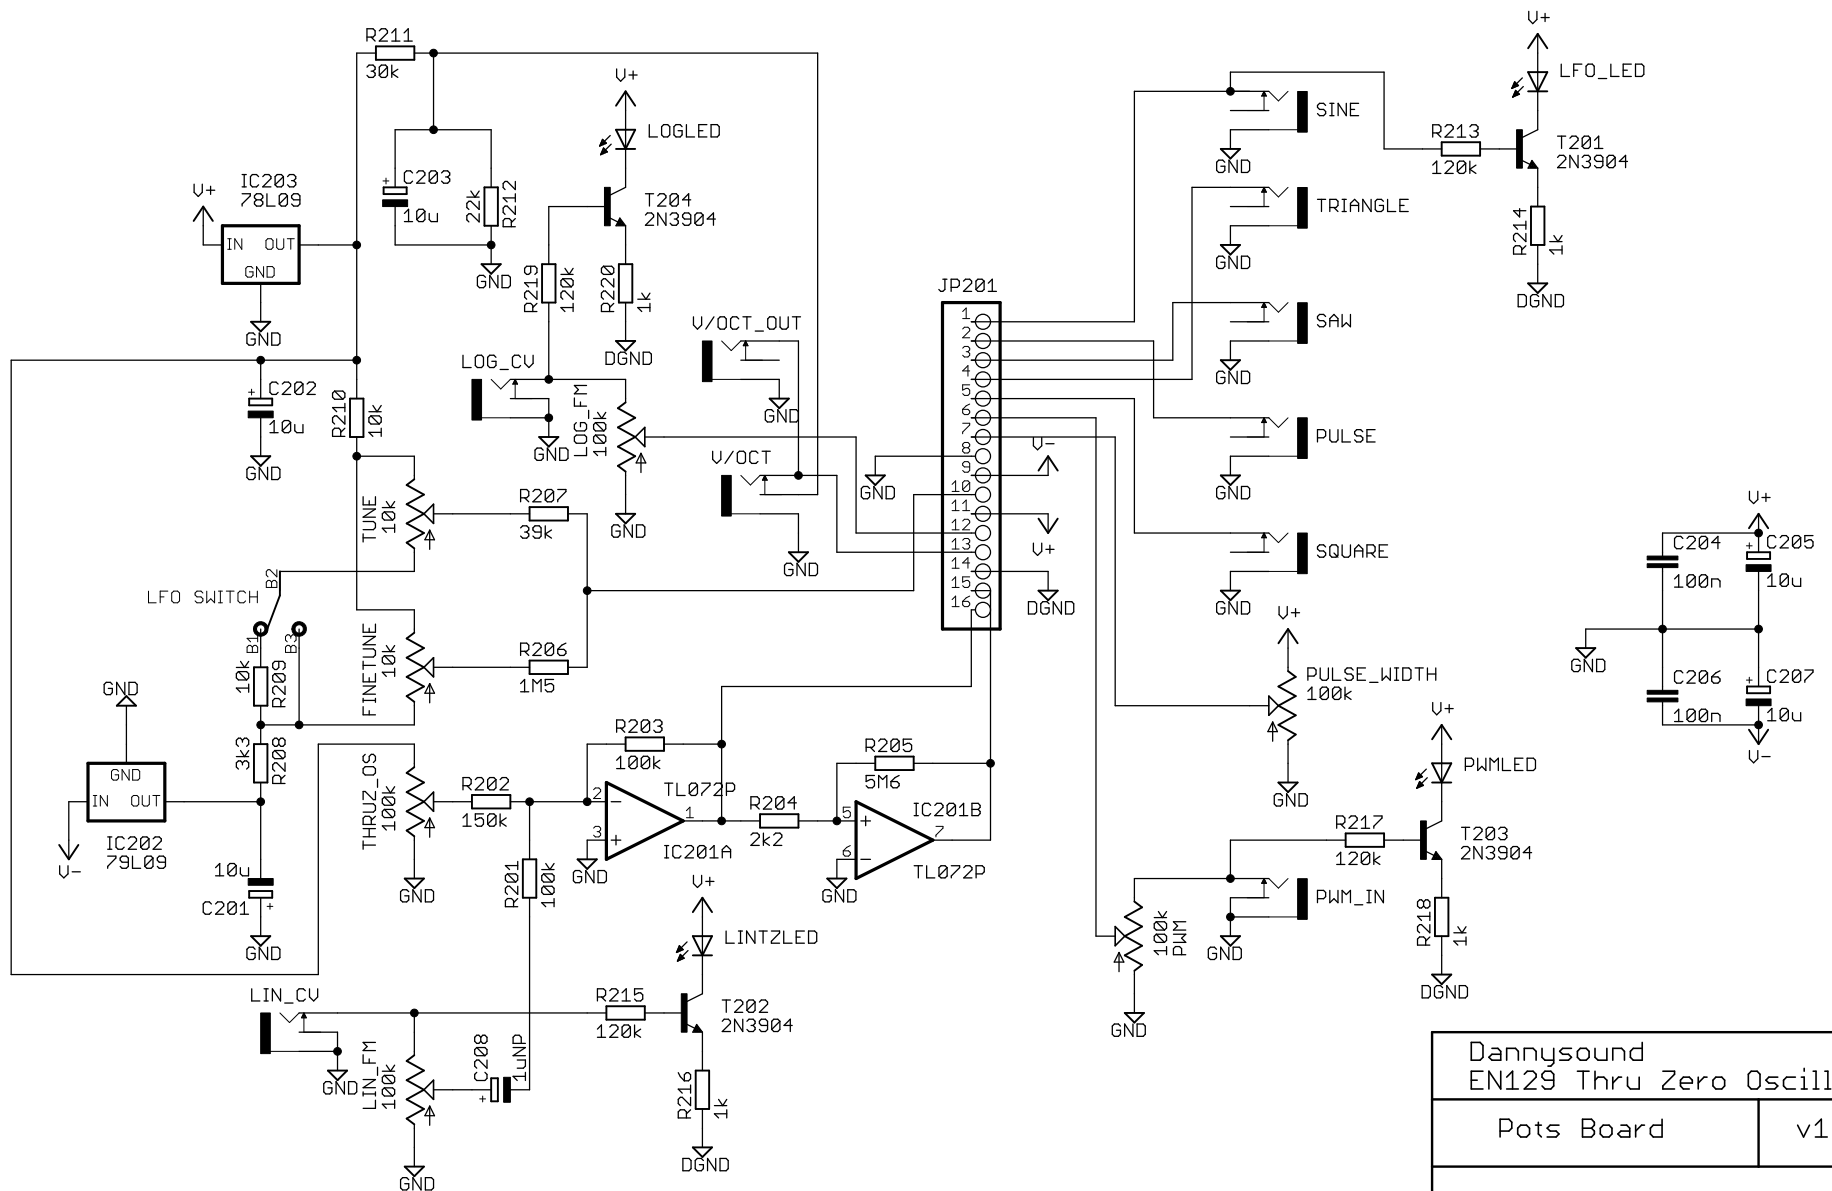 R211
30k
V+
LOGLED
C203
10u
22k
R212
GND
T204
2N3904
R219
120k
R220
1k
DGND
V+
IC203
78L09
IN OUT
GND
GND
C202
10u
GND
R210
10k
LOG_CV
GND
LOG_FM
100k
GND
V/OCT_OUT
GND
V/OCT
GND
TUNE
10k
R207
39k
LFO SWITCH
B2
B1
B3
10k
R209
FINETUNE
10k
R206
1M5
GND
3k3
R208
GND
IN OUT
IC202
79L09
V-
10u
C201
GND
THRUZ_OS
100k
GND
R202
150k
R203
100k
TL072P
2
3
1
IC201A
GND
R201
100k
R204
2k2
R205
5M6
IC201B
5
6
7
TL072P
GND
V+
LINTZLED
LIN_CV
GND
LIN_FM
100k
GND
C208
1uNP
R215
120k
T202
2N3904
R216
1k
DGND
JP201
1
2
3
4
5
6
7
8
9
10
11
12
13
14
15
16
GND
V-
V+
DGND
SINE
GND
TRIANGLE
GND
SAW
GND
PULSE
GND
SQUARE
GND
V+
LFO_LED
R213
120k
T201
2N3904
R214
1k
DGND
V+
PULSE_WIDTH
100k
GND
V+
PWMLED
R217
120k
T203
2N3904
PWM_IN
GND
100k
PWM
GND
R218
1k
DGND
V+
C204
100n
C205
10u
GND
C206
100n
C207
10u
V-
Dannysound
EN129 Thru Zero Oscill
Pots Board v1